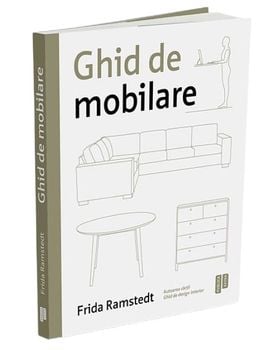 Ghid de
mobilare
Autoarea cărții
Ghid de design interior
Frida Ramstedt
Ghid de mobilare
Frida Ramstedt